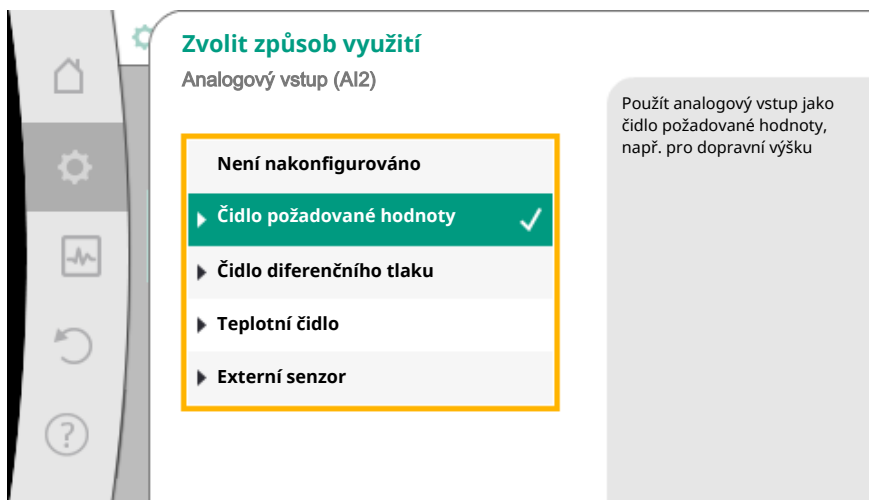 Zvolit způsob využití
Analogový vstup (AI2)
Není nakonfigurováno
Čidlo požadované hodnoty
Čidlo diferenčního tlaku
Teplotní čidlo
Externí senzor
Použít analogový vstup jako
čidlo požadované hodnoty,
např. pro dopravní výšku
?